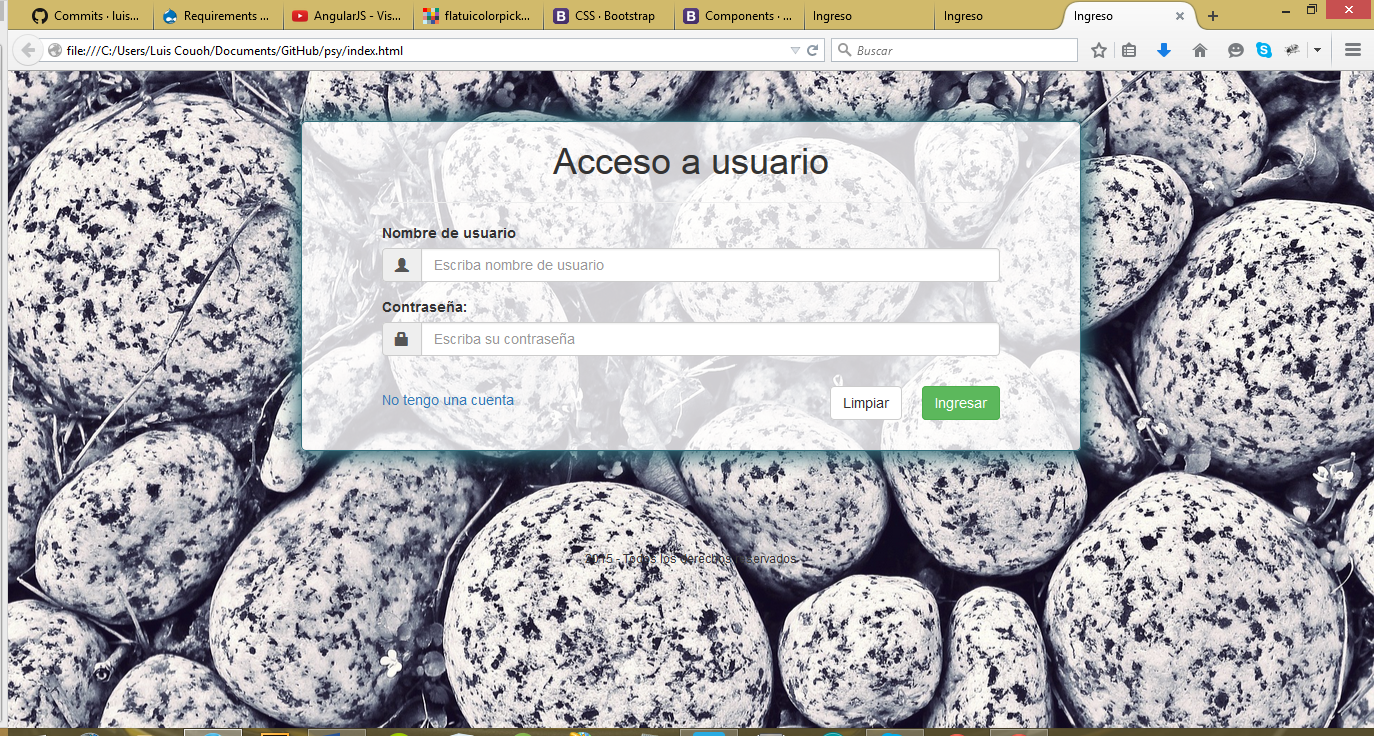 Commits · luis...
Requirements ...
AngularJS - Vis...
flatuicolorpick...
CSS · Bootstrap
Components · ...
Ingreso
Ingreso
Ingreso
file:///C:/Users/Luis Couoh/Documents/GitHub/psy/index.html
Buscar
Acceso a usuario
Nombre de usuario
Escriba nombre de usuario
Contraseña:
Escriba su contraseña
No tengo una cuenta
Limpiar
Ingresar
2015 - Todos los derechos reservados